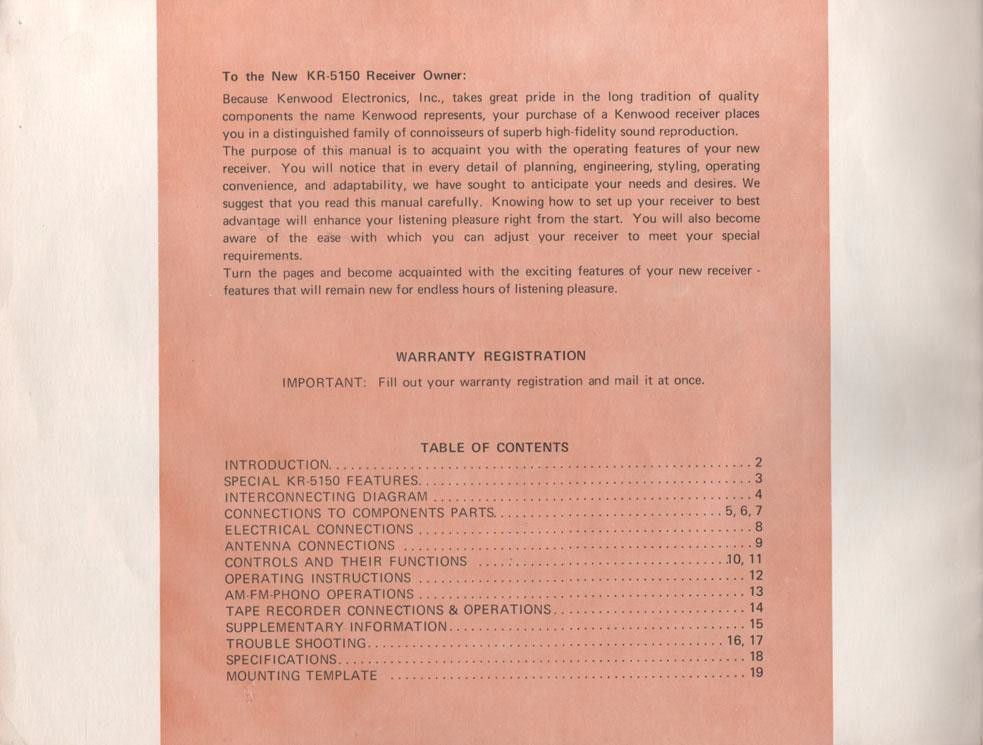 To the New KR-5150 Receiver Owner:
Because Kenwood Electronics, Inc., takes great pride in the long tradition of quality
components the name Kenwood represents, your purchase of a Kenwood receiver places
you in a distinguished family of connoisseurs of superb high-fidelity sound reproduction.
The purpose of this manual is to acquaint you with the operating features of your new
receiver. You will notice that in every detail of planning, engineering, styling, operating
convenience, and adaptability, we have sought to anticipate your needs and desires. We
suggest that you read this manual carefully. Knowing how to set up your receiver to best
advantage will enhance your listening pleasure right from the start. You will also become
aware of the ease with which you can adjust your receiver to meet your special
requirements.
Turn the pages and become acquainted with the exciting features of your new receiver -
features that will remain new for endless hours of listening pleasure.
WARRANTY REGISTRATION
IMPORTANT: Fill out your warranty registration and mail it at once.
TABLE OF CONTENTS
INTRODUCTION. . . . . . . . . . . . . . . . . . . . 2
SPECIAL KR-5150 FEATURES. . . . . . . . . . . . . . . . . . . . 3
INTERCONNECTING DIAGRAM . . . . . . . . . . . . . . . . . . . . 4
CONNECTIONS TO COMPONENTS PARTS. . . . . . . . . . . . . . . . . . . . 5, 6, 7
ELECTRICAL CONNECTIONS . . . . . . . . . . . . . . . . . . . . 8
ANTENNA CONNECTIONS . . . . . . . . . . . . . . . . . . . . 9
CONTROLS AND THEIR FUNCTIONS . . . . . . . . . . . . . . . . . . . . 10, 11
OPERATING INSTRUCTIONS . . . . . . . . . . . . . . . . . . . . 12
AM-FM-PHONO OPERATIONS . . . . . . . . . . . . . . . . . . . . 13
TAPE RECORDER CONNECTIONS & OPERATIONS. . . . . . . . . . . . . . . . . . . . 14
SUPPLEMENTARY INFORMATION. . . . . . . . . . . . . . . . . . . . 15
TROUBLE SHOOTING. . . . . . . . . . . . . . . . . . . . 16, 17
SPECIFICATIONS. . . . . . . . . . . . . . . . . . . . 18
MOUNTING TEMPLATE . . . . . . . . . . . . . . . . . . . . 19